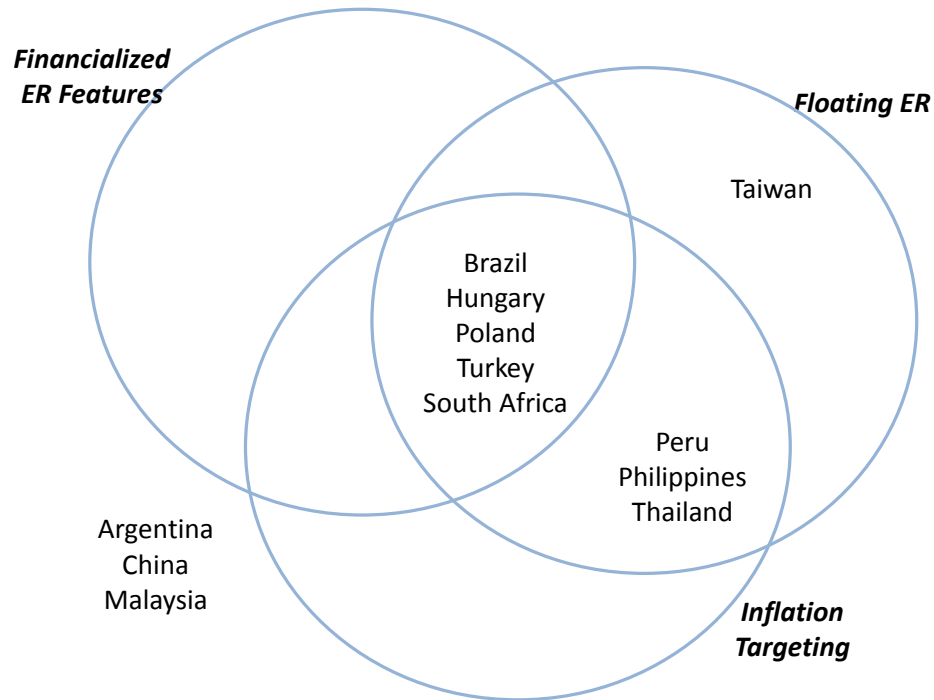 Financialized
ER Features
Floating ER
Taiwan
Brazil
Hungary
Poland
Turkey
South Africa
Peru
Philippines
Thailand
Argentina
China
Malaysia
Inflation
Targeting